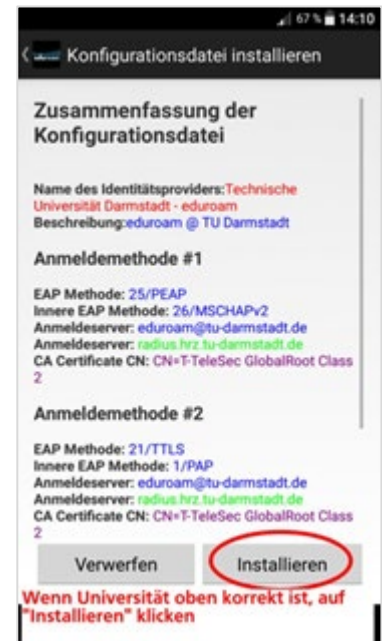 67 % 14:10
Konfigurationsdatei installieren
Zusammenfassung der
Konfigurationsdatei
Name des Identitätsproviders:Technische
Universität Darmstadt - eduroam
Beschreibung:eduroam @ TU Darmstadt
Anmeldemethode #1
EAP Methode: 25/PEAP
Innere EAP Methode: 26/MSCHAPv2
Anmeldeserver: eduroam@tu-darmstadt.de
Anmeldeserver: radius.hrz.tu-darmstadt.de
CA Certificate CN: CN=T-TeleSec GlobalRoot Class
2
Anmeldemethode #2
EAP Methode: 21/TTLS
Innere EAP Methode: 1/PAP
Anmeldeserver: eduroam@tu-darmstadt.de
Anmeldeserver: radius.hrz.tu-darmstadt.de
CA Certificate CN: CN=T-TeleSec GlobalRoot Class
2
Verwerfen Installieren
Wenn Universität oben korrekt ist, auf
"Installieren" klicken